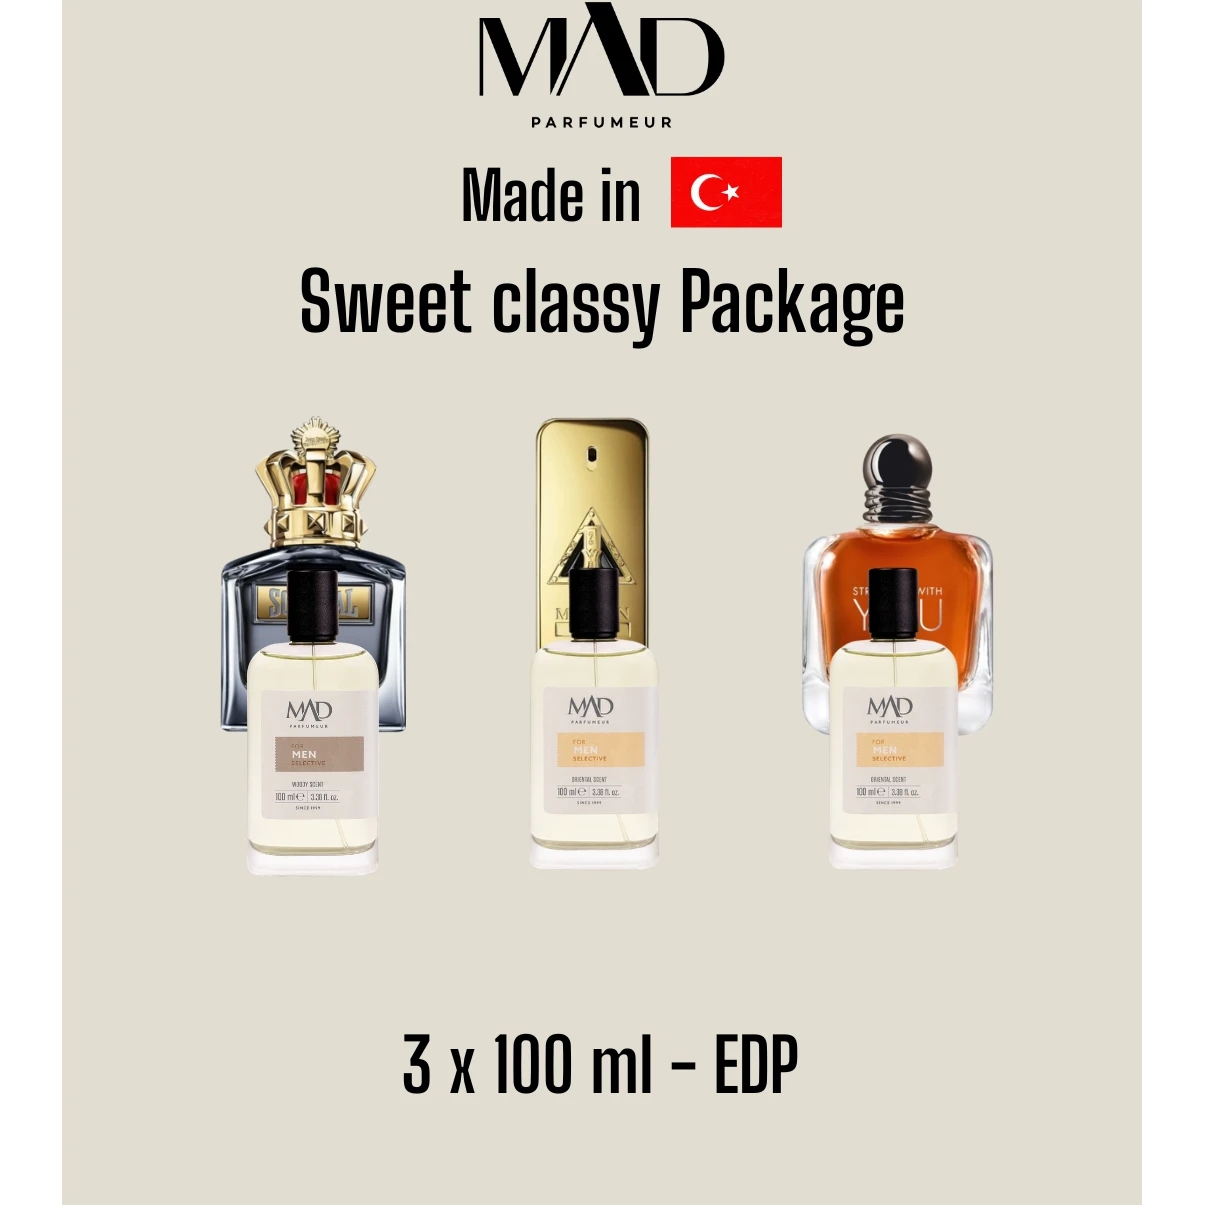 MAD
PARFUMEUR
Made in
Sweet classy Package
STR WITH
Y U
MAD
PARFUMEUR
FOR
MEN
SELECTIVE
WOODY SCENT
100 ml e 3.38 fl. oz.
SINCE 1999
MAD
PARFUMEUR
FOR
MEN
SELECTIVE
ORIENTAL SCENT
100 ml e 3.38 fl. oz.
SINCE 1999
MAD
PARFUMEUR
FOR
MEN
SELECTIVE
ORIENTAL SCENT
100 ml e 3.38 fl. oz.
SINCE 1999
3 x 100 ml - EDP